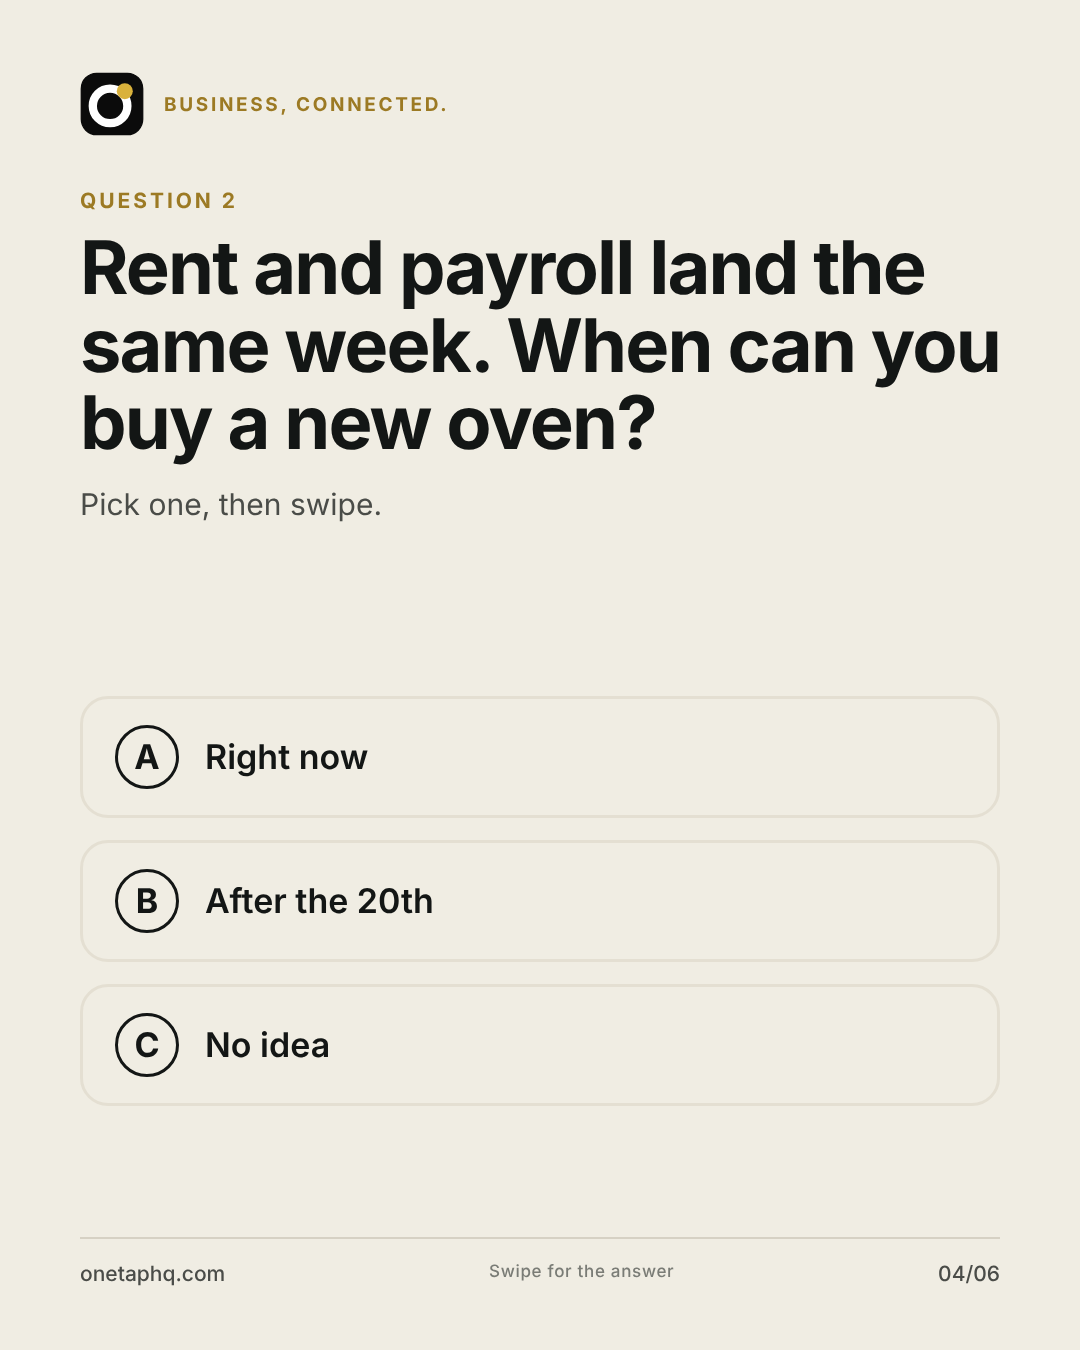 BUSINESS, CONNECTED.
QUESTION 2
Rent and payroll land the
same week. When can you
buy a new oven?
Pick one, then swipe.
A Right now
B After the 20th
C No idea
onetaphq.com Swipe for the answer 04/06